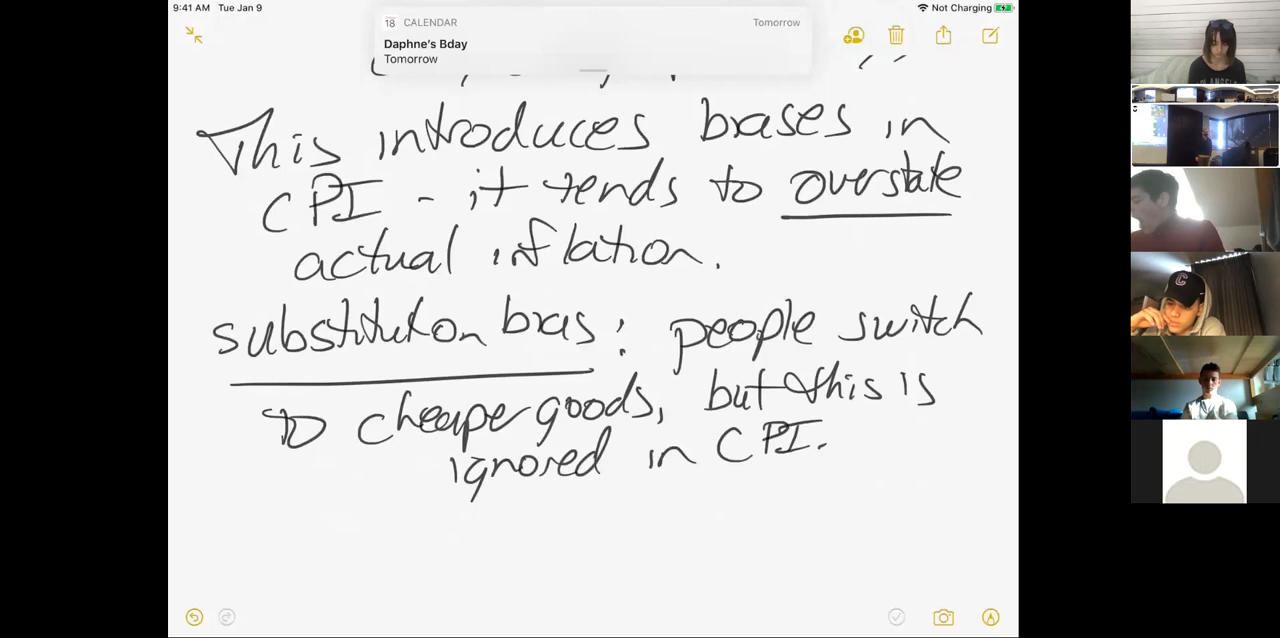 9:41 AM Tue Jan 9
Not Charging
18 CALENDAR
Tomorrow
Daphne's Bday
Tomorrow
This introduces biases in
CPI - it tends to overstate
actual inflation.
substitution bias: people switch
to cheaper goods, but this is
ignored in CPI.
C